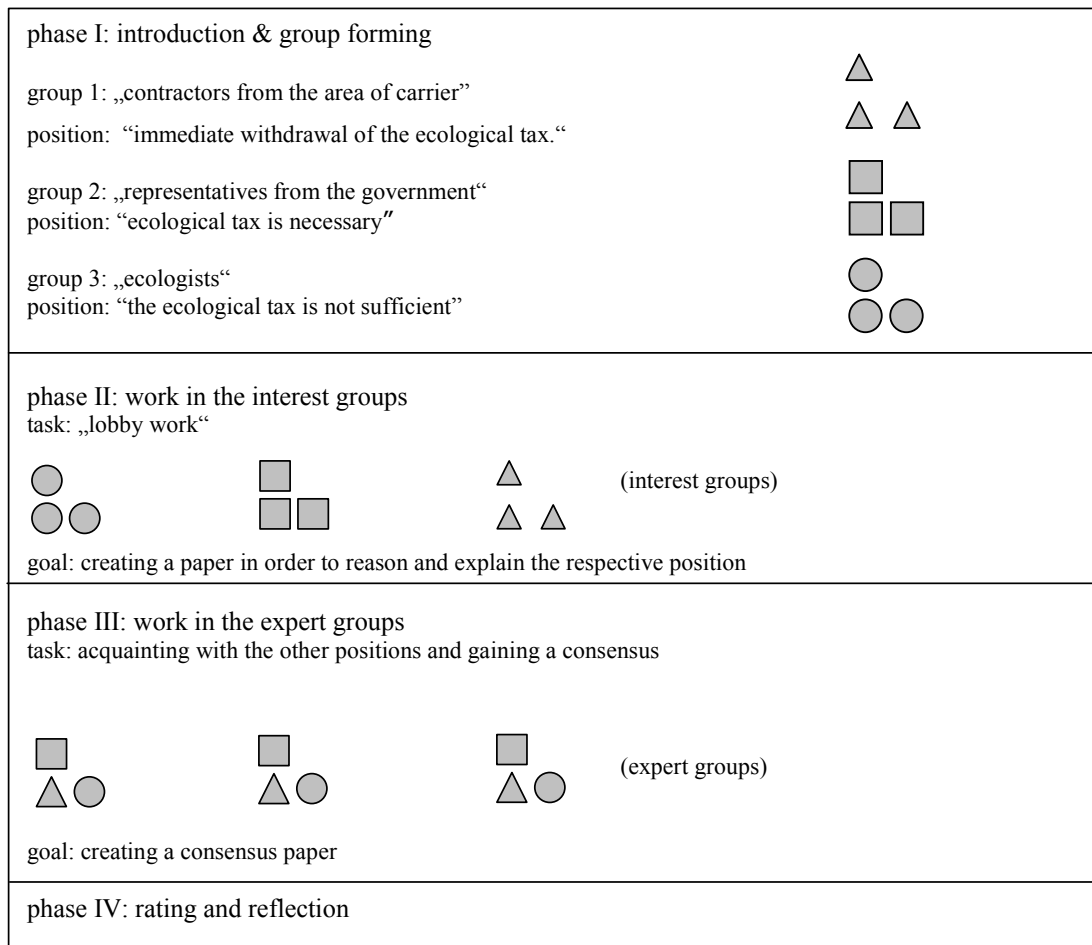 phase I: introduction & group forming
group 1: „contractors from the area of carrier”
position: “immediate withdrawal of the ecological tax.“
group 2: „representatives from the government“
position: “ecological tax is necessary″
group 3: „ecologists“
position: “the ecological tax is not sufficient”
phase II: work in the interest groups
task: „lobby work“
(interest groups)
goal: creating a paper in order to reason and explain the respective position
phase III: work in the expert groups
task: acquainting with the other positions and gaining a consensus
(expert groups)
goal: creating a consensus paper
phase IV: rating and reflection